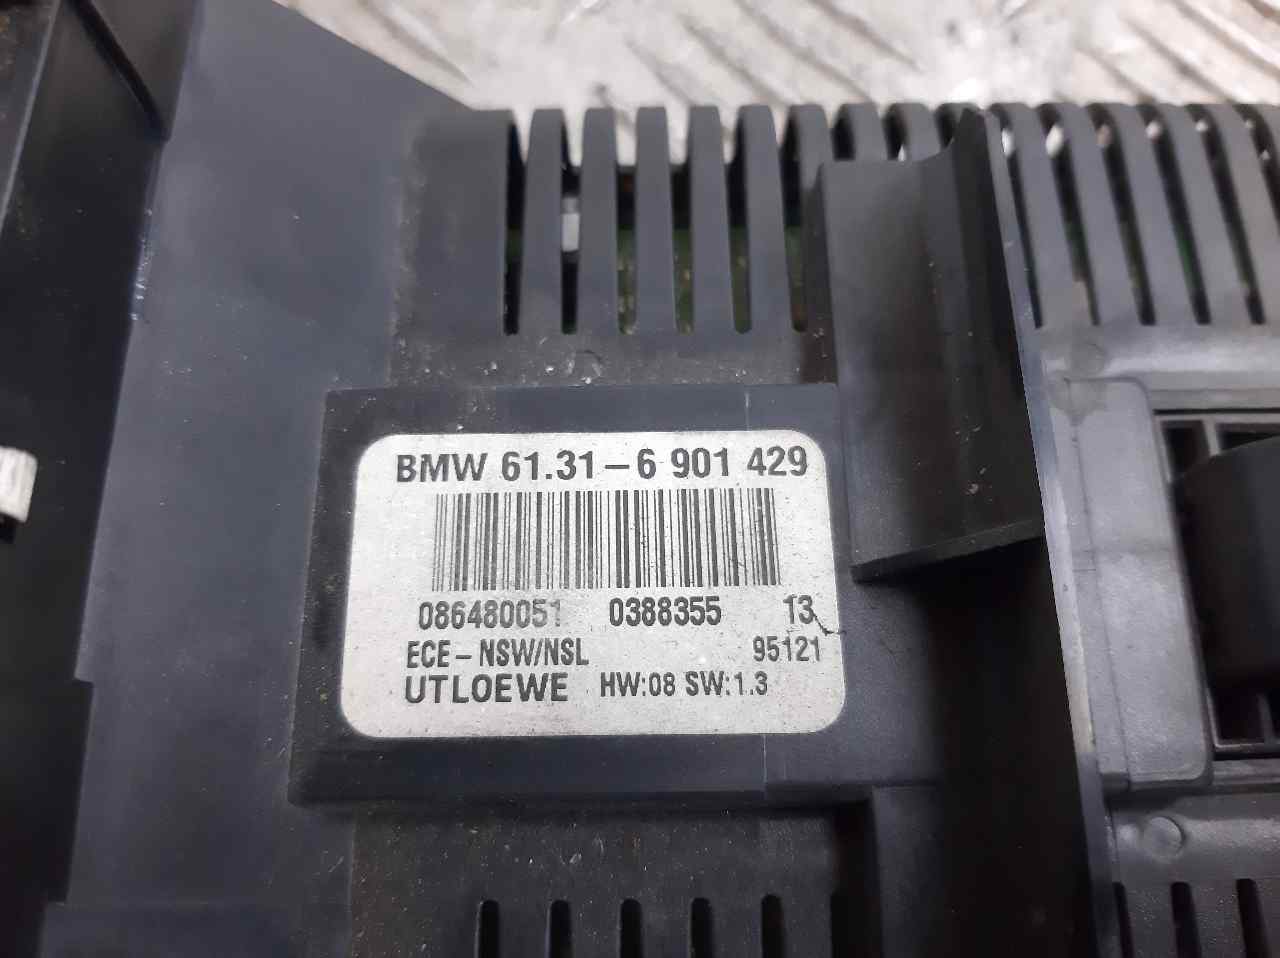 BMW 61.31-6 901 429
086480051 0388355 13
ECE-NSW/NSL 95121
UTLOEWE HW:08 SW:1.3